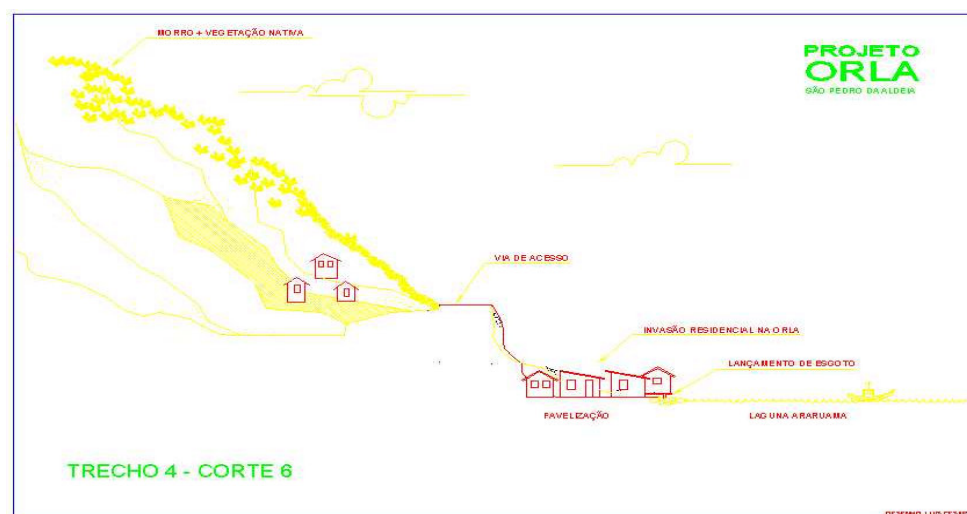 MORRO + VEGETAÇÃO NATIVA
PROJETO
ORLA
SÃO PEDRO DA ALDEIA
VIA DE ACESSO
INVASÃO RESIDENCIAL NA ORLA
LANÇAMENTO DE ESGOTO
FAVELIZAÇÃO
LAGUNA ARARUAMA
TRECHO 4 - CORTE 6